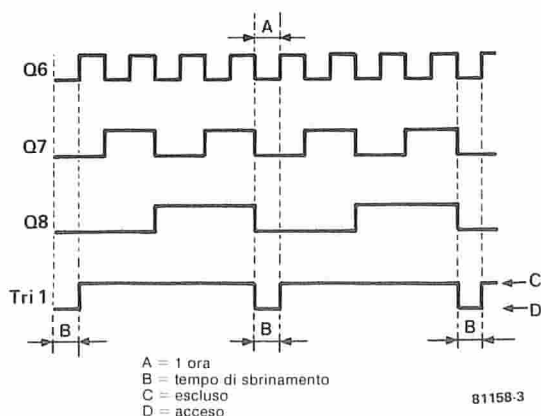 A
Q6
Q7
Q8
Tri 1
C
D
B
B
B
A = 1 ora
B = tempo di sbrinamento
C = escluso
D = acceso
81158-3